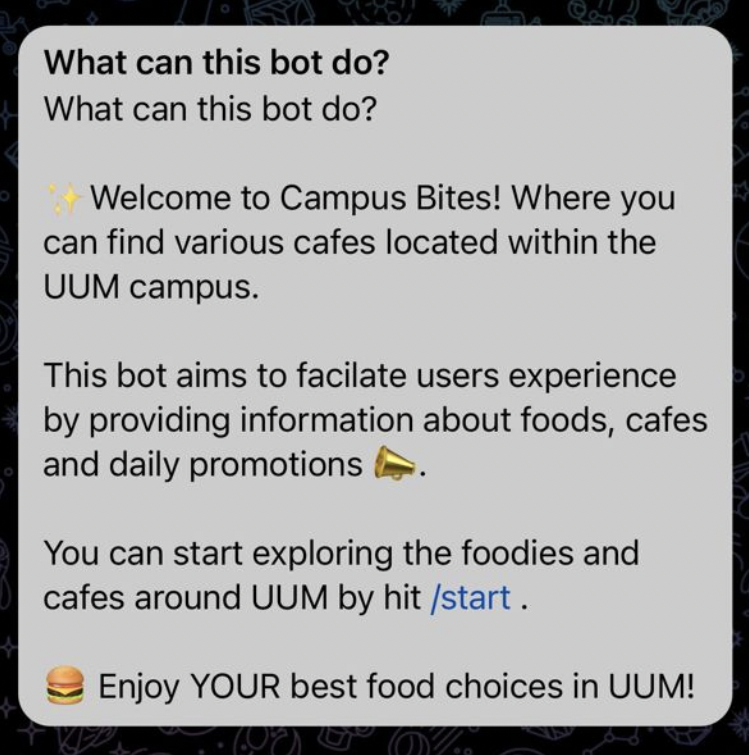 What can this bot do?
What can this bot do?
✨ Welcome to Campus Bites! Where you
can find various cafes located within the
UUM campus.
This bot aims to facilate users experience
by providing information about foods, cafes
and daily promotions 📣.
You can start exploring the foodies and
cafes around UUM by hit /start .
🍔 Enjoy YOUR best food choices in UUM!